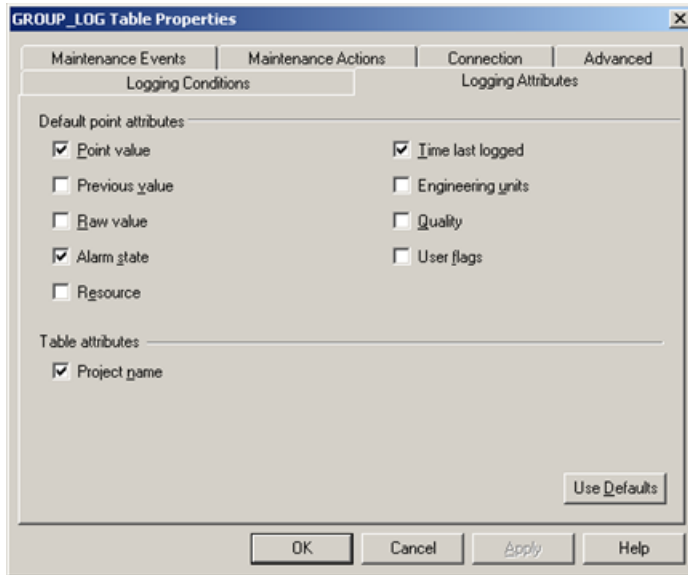 GROUP_LOG Table Properties
Maintenance Events Maintenance Actions Connection Advanced
Logging Conditions Logging Attributes
Default point attributes
Point value Time last logged
Previous value Engineering units
Raw value Quality
Alarm state User flags
Resource
Table attributes
Project name
Use Defaults
OK Cancel Apply Help